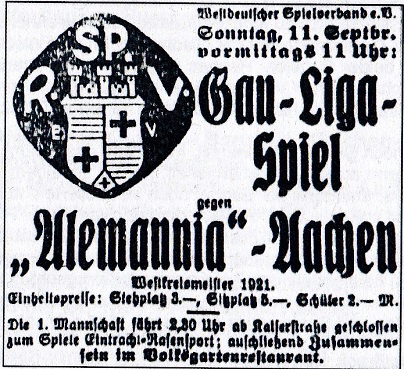 R. SP. V.
e V
Westdeutscher Spielverband e.V.
Sonntag, 11. Septbr.
vormittags 11 Uhr:
Gau-Liga-
Spiel
gegen
„Alemannia“-Aachen
Westkreismeister 1921.
Einheitspreise: Stehplatz 3.—, Sitzplatz 5.—, Schüler 2.— M.
Die 1. Mannschaft fährt 2,30 Uhr ab Kaiserstraße geschlossen
zum Spiele Eintracht-Rasensport; anschließend Zusammen-
sein im Volksgartenrestaurant.